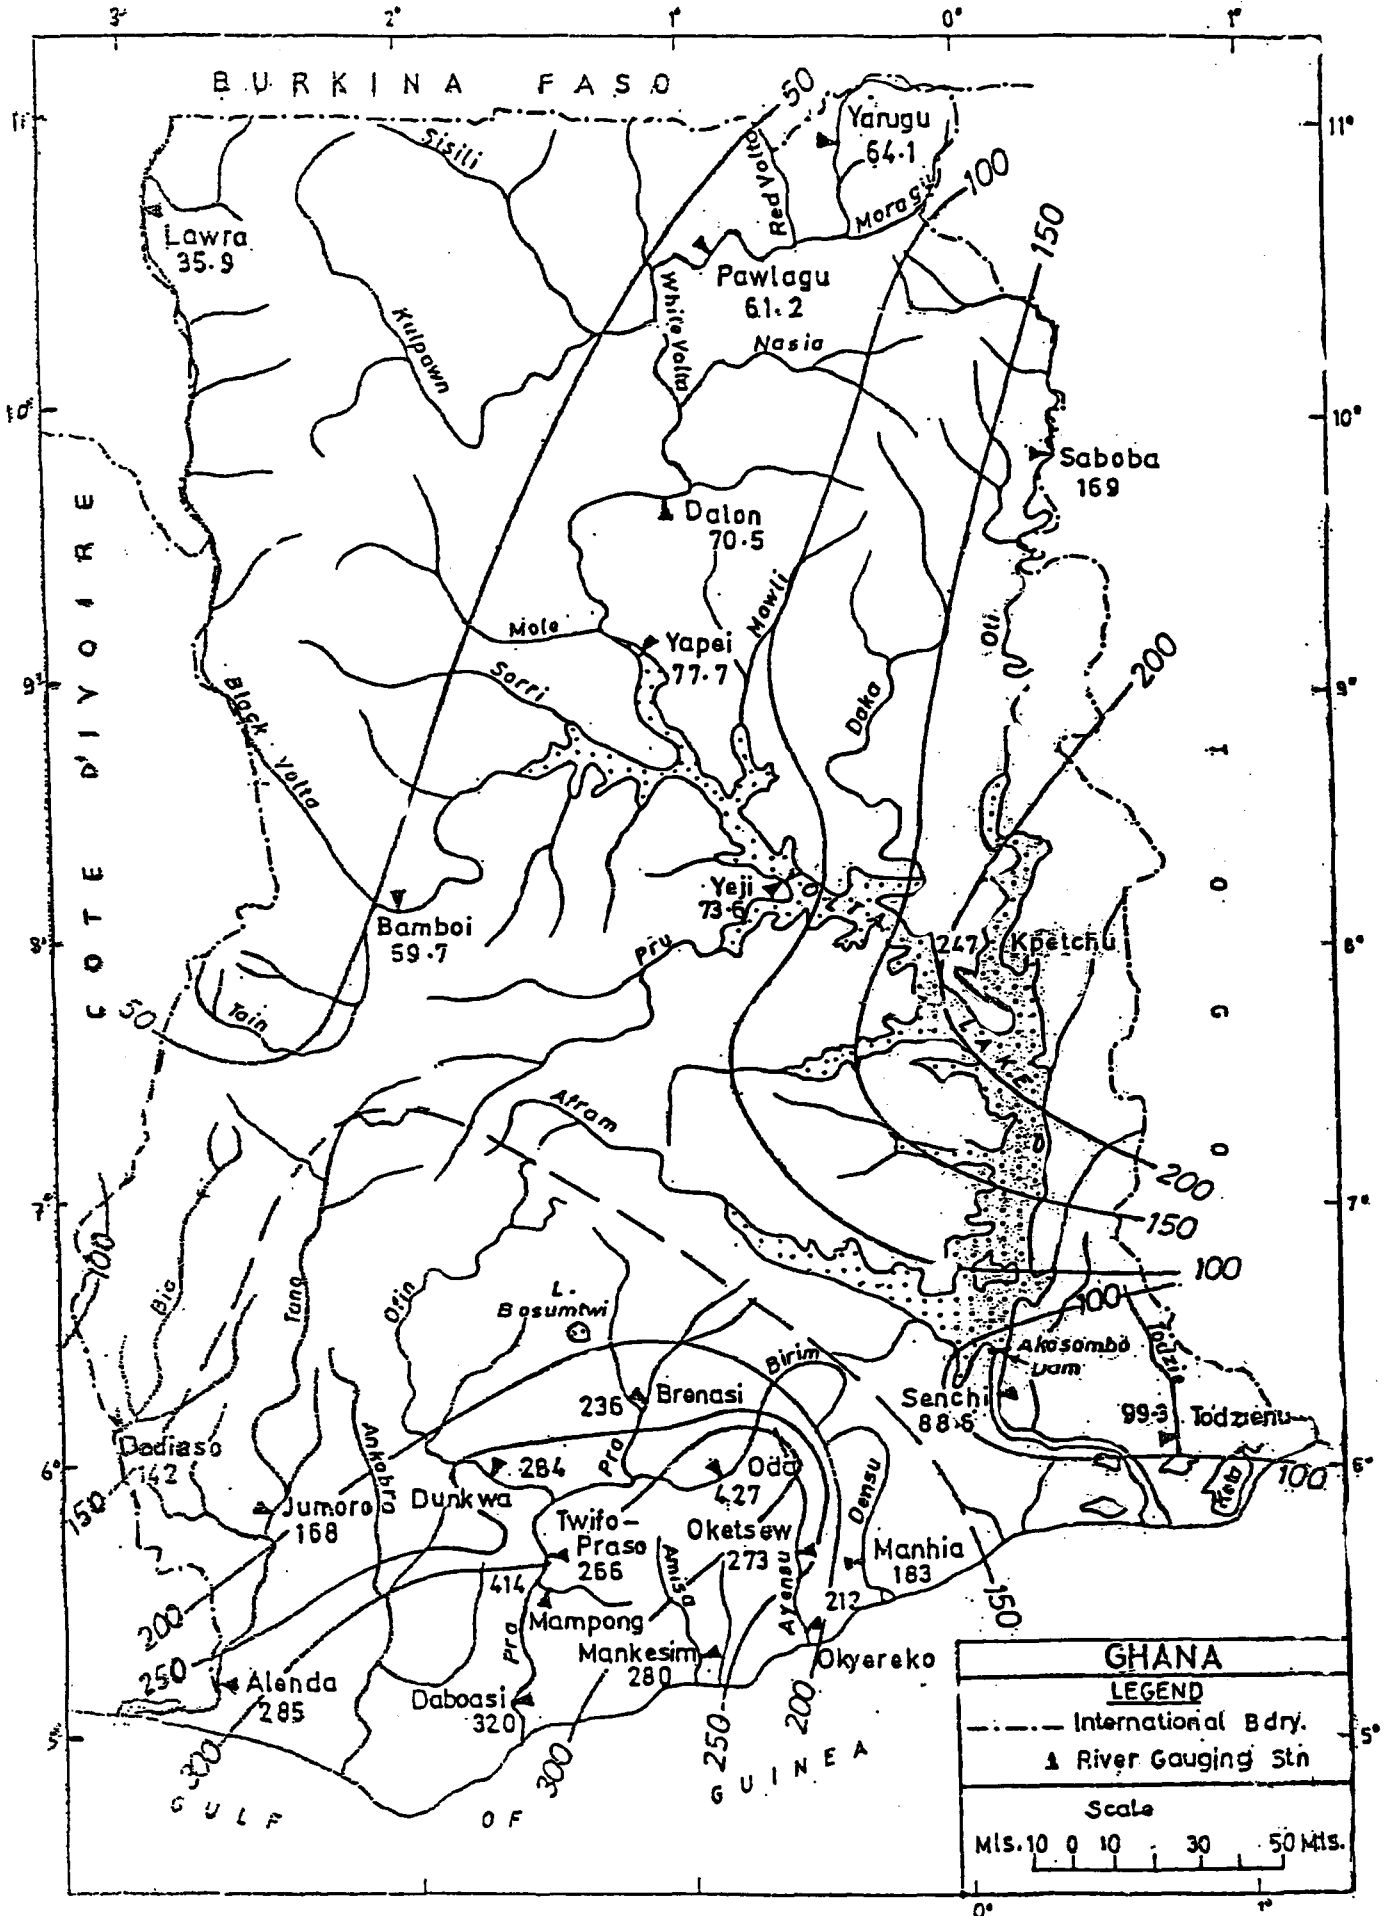 3° 2° 1° 0° 1°
BURKINA FASO
50
11° 11°
Yarugu
64.1
Sisili
Red Volta
100
Moragi
150
Lawra
35.9
Pawlagu
61.2
White Volta
Kulpawn
Nasia
10° 10°
Saboba
169
COTE D'IVOIRE
Dalon
70.5
Mawli
Mole
Yapei
77.7
Oti
200
Sorri
9° 9°
Daka
Black Volta
TOGO
Yeji
73.6
VOLTA
Bamboi
59.7
Pru
247 Kpetchu
8° 8°
50
Tain
LAKE
Afram
200
150
7° 7°
100
100
100
Bia
Tano
Ofin
L.
Bosumtwi
Akosombo
Dam
Todzie
Birim
236 Brenasi
Senchi
88.6
99.3 Todzienu
Dadiaso
142
Ankobra
Pra
6° 6°
284
Dunkwa
Oda
427
Densu
Keta
100
150
Jumoro
168
Twifo-
Praso
266
Oketsew
273
Manhia
183
Amisa
Ayensu
414
Mampong
212
150
200
250
Pra
Mankesim
280
Okyereko
Alenda
285
Daboasi
320
5° 5°
300
300
250
200
GULF OF GUINEA
GHANA
LEGEND
International Bdry.
River Gauging Stn
Scale
Mls. 10 0 10 30 50 Mls.
0° 1°